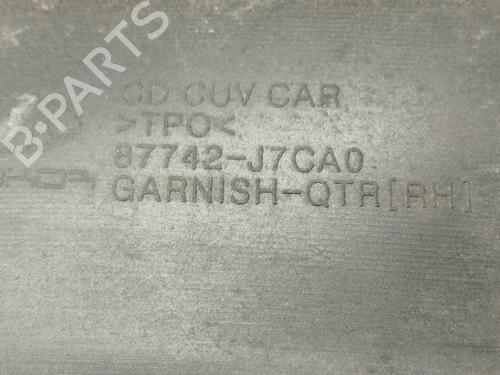 CD CUV CAR
>TPO<
87742-J7CA0
GARNISH-QTR[RH]
B-PARTS